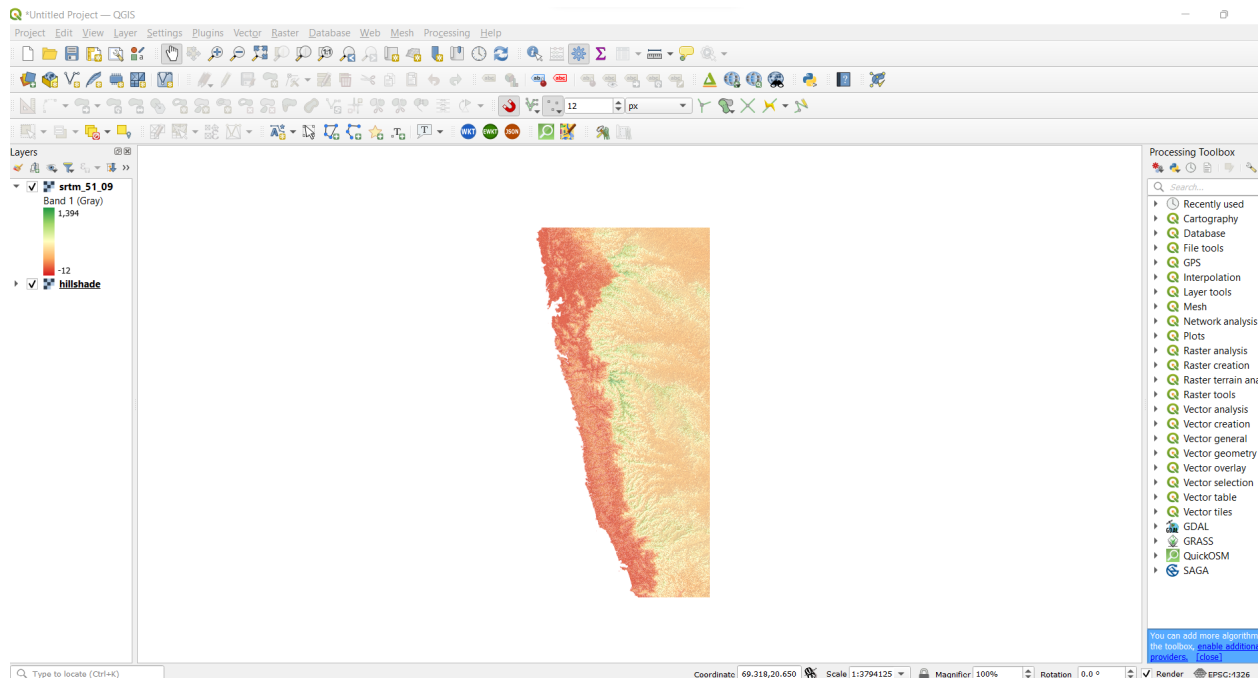 *Untitled Project — QGIS
Project Edit View Layer Settings Plugins Vector Raster Database Web Mesh Processing Help
abc
12 px
T T WKT EWKT JSON
Layers
srtm_51_09
Band 1 (Gray)
1,394
-12
hillshade
Processing Toolbox
Search...
Recently used
Cartography
Database
File tools
GPS
Interpolation
Layer tools
Mesh
Network analysis
Plots
Raster analysis
Raster creation
Raster terrain ana
Raster tools
Vector analysis
Vector creation
Vector general
Vector geometry
Vector overlay
Vector selection
Vector table
Vector tiles
GDAL
GRASS
QuickOSM
SAGA
You can add more algorithm
the toolbox, enable additiona
providers. [close]
Type to locate (Ctrl+K)
Coordinate 69.318,20.650 Scale 1:3794125 Magnifier 100% Rotation 0.0 ° Render EPSG:4326